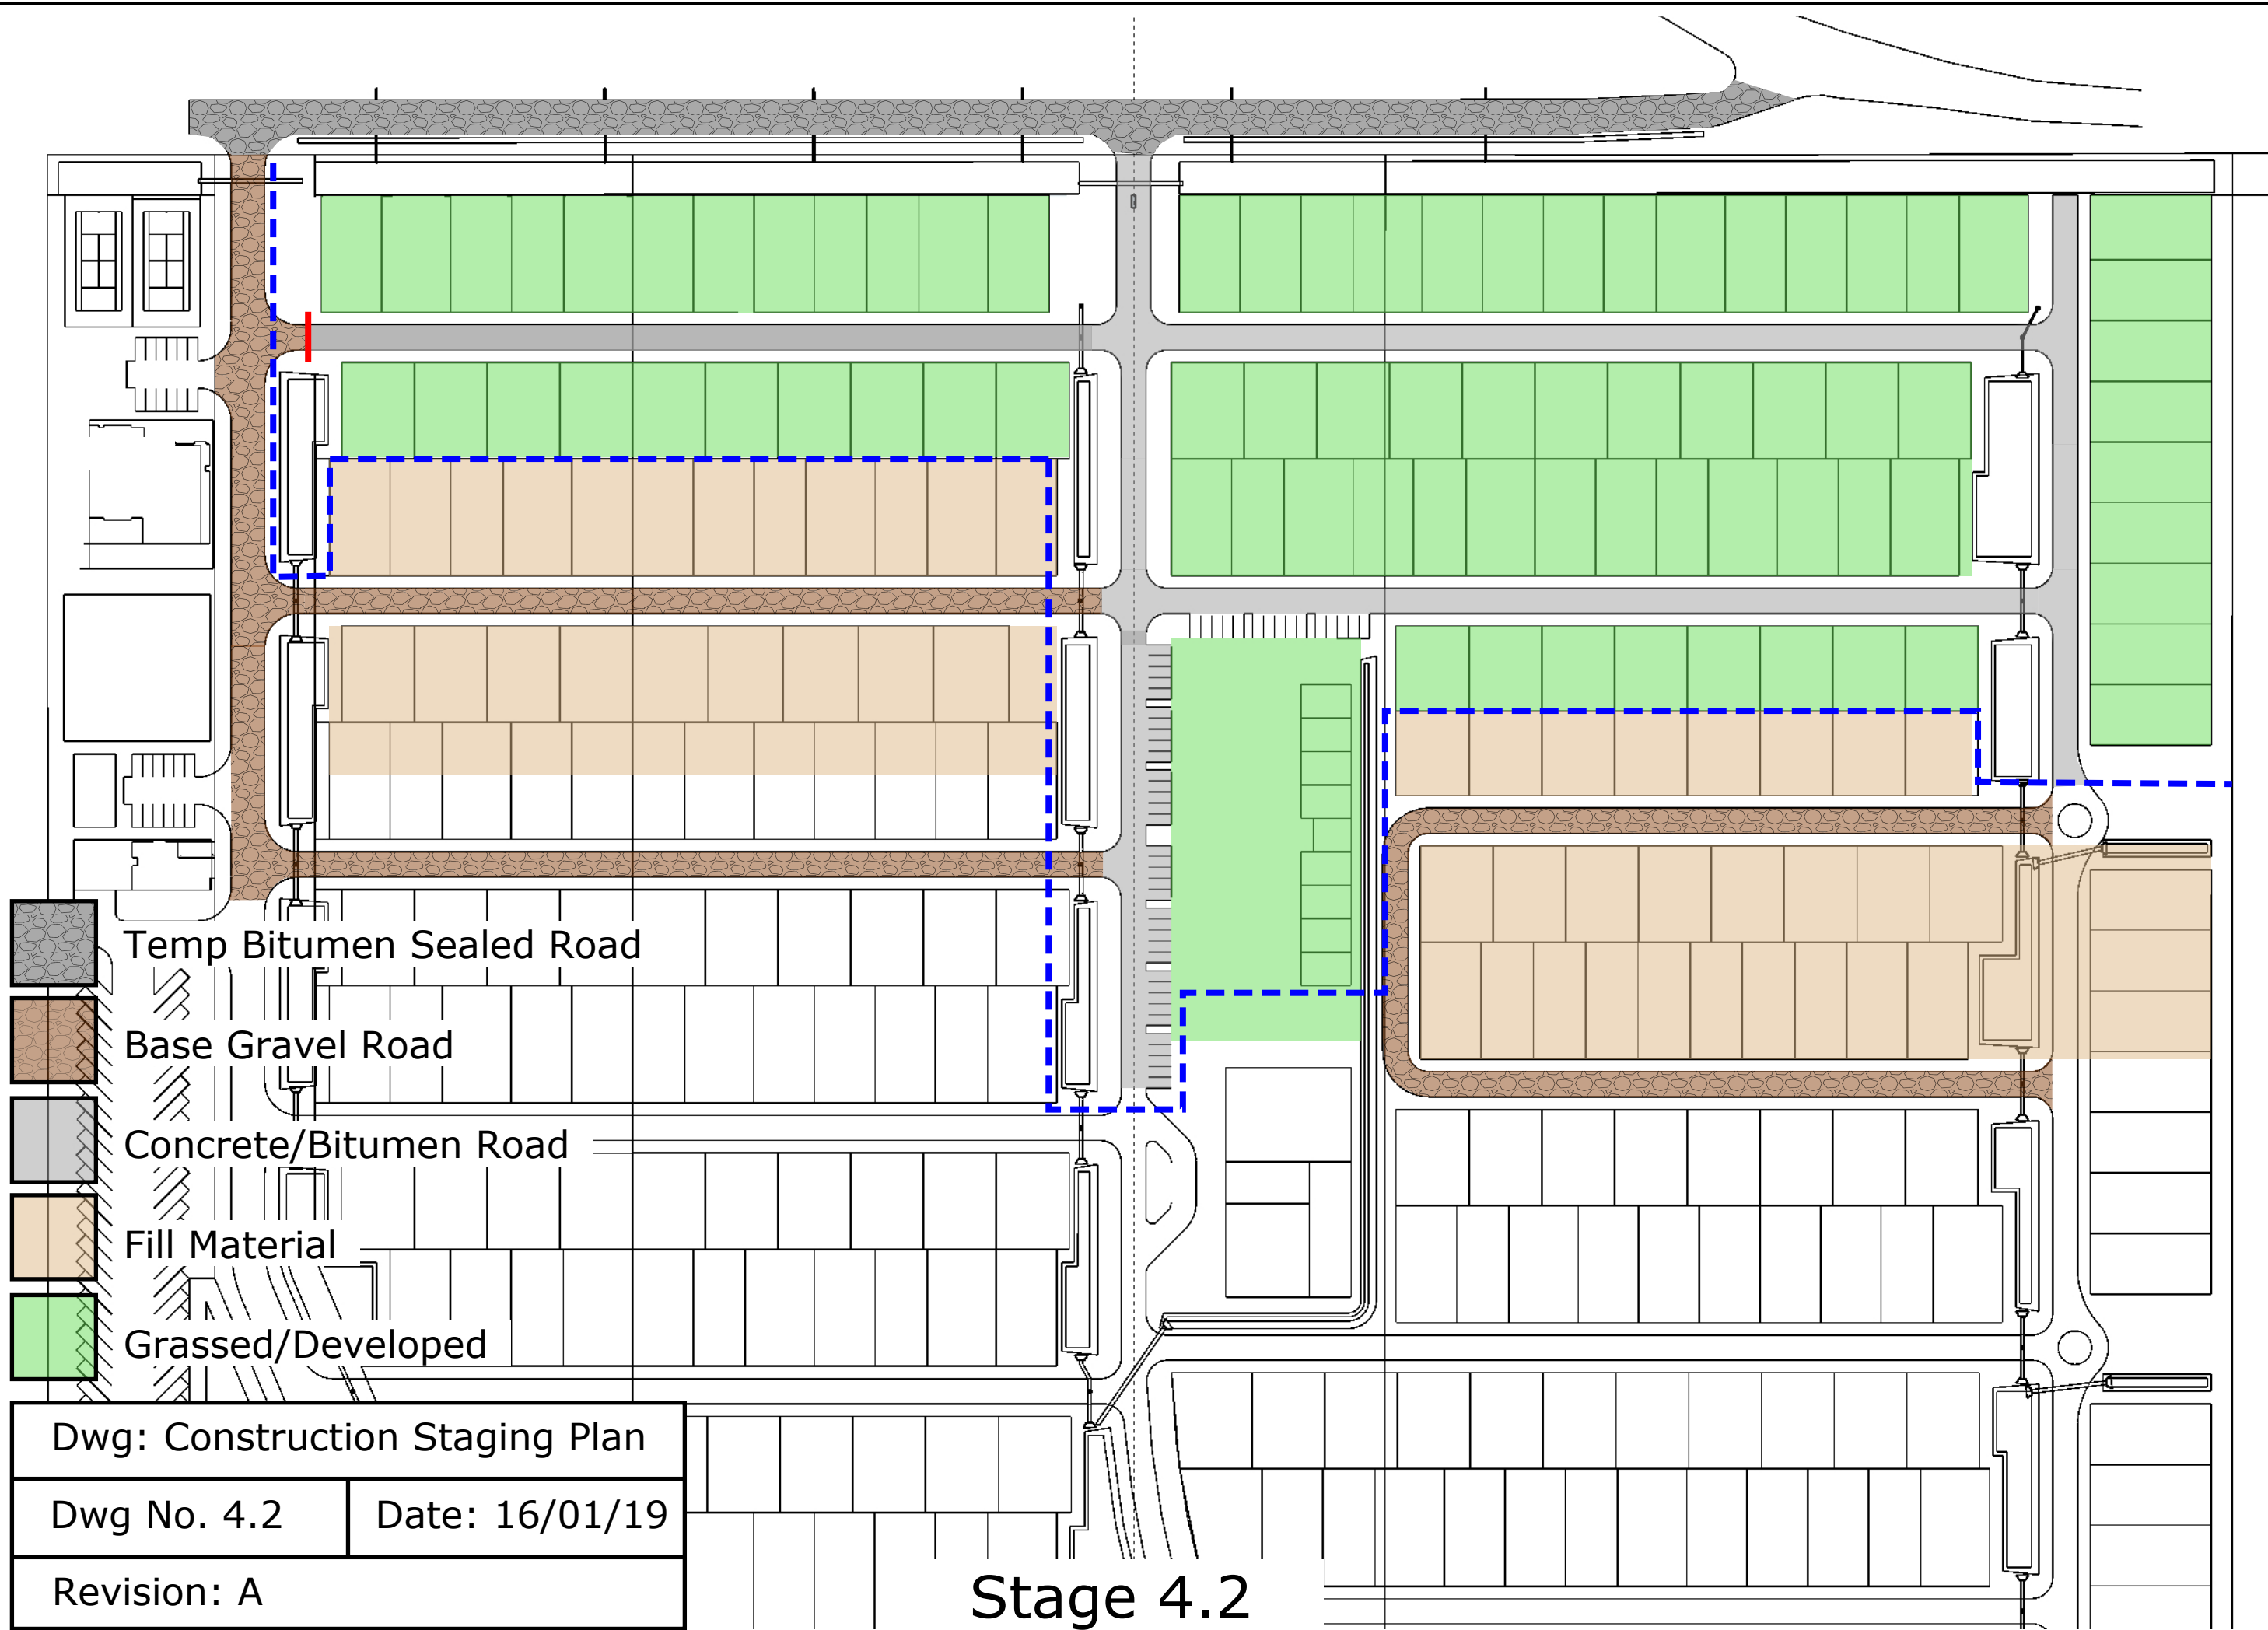 Temp Bitumen Sealed Road
Base Gravel Road
Concrete/Bitumen Road
Fill Material
Grassed/Developed
Dwg: Construction Staging Plan
Dwg No. 4.2
Date: 16/01/19
Revision: A
Stage 4.2